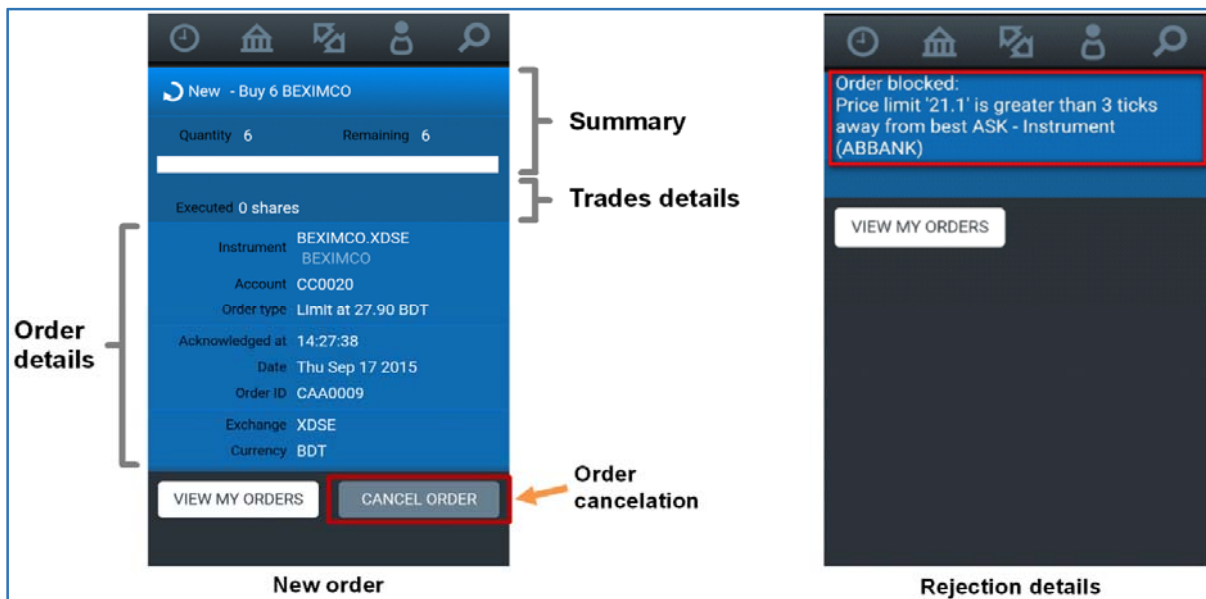 New - Buy 6 BEXIMCO
Quantity 6 Remaining 6
Summary
Executed 0 shares
Trades details
Instrument BEXIMCO.XDSE
BEXIMCO
Account CC0020
Order type Limit at 27.90 BDT
Acknowledged at 14:27:38
Date Thu Sep 17 2015
Order ID CAA0009
Exchange XDSE
Currency BDT
Order
details
VIEW MY ORDERS CANCEL ORDER
Order
cancelation
New order
Order blocked:
Price limit '21.1' is greater than 3 ticks
away from best ASK - Instrument
(ABBANK)
VIEW MY ORDERS
Rejection details